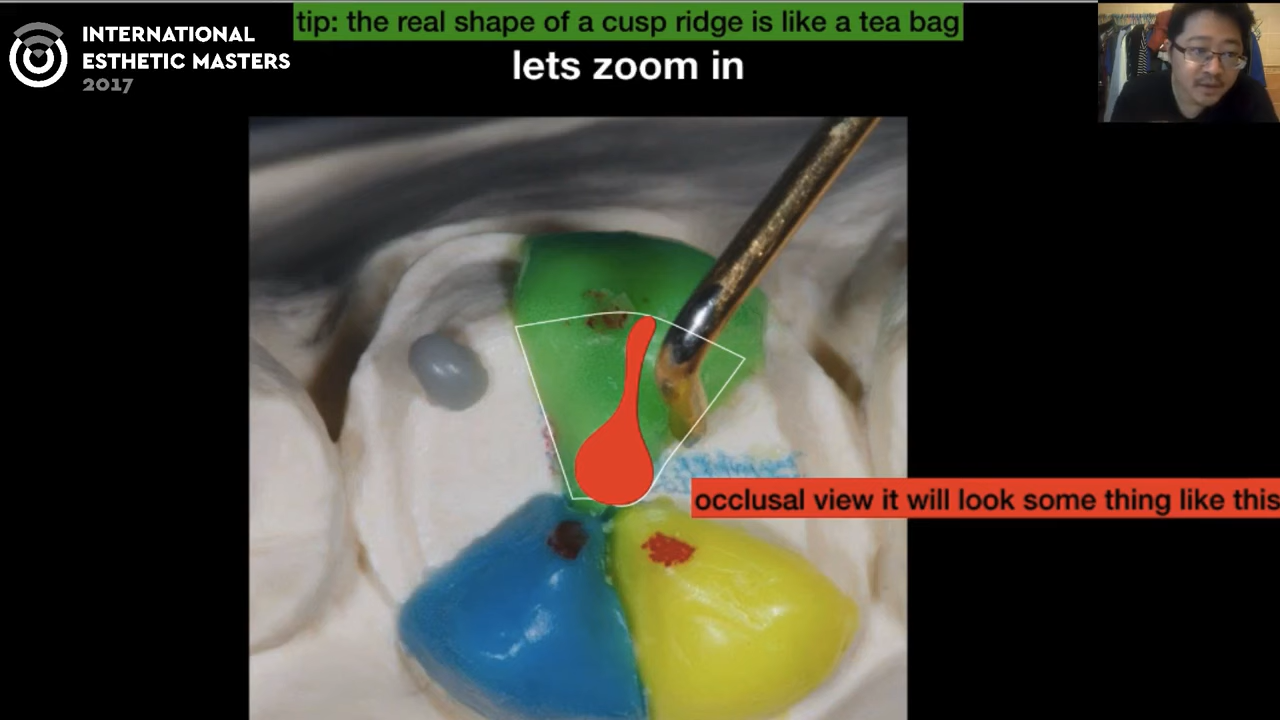 tip: the real shape of a cusp ridge is like a tea bag
INTERNATIONAL
ESTHETIC MASTERS
2017
lets zoom in
occlusal view it will look some thing like this